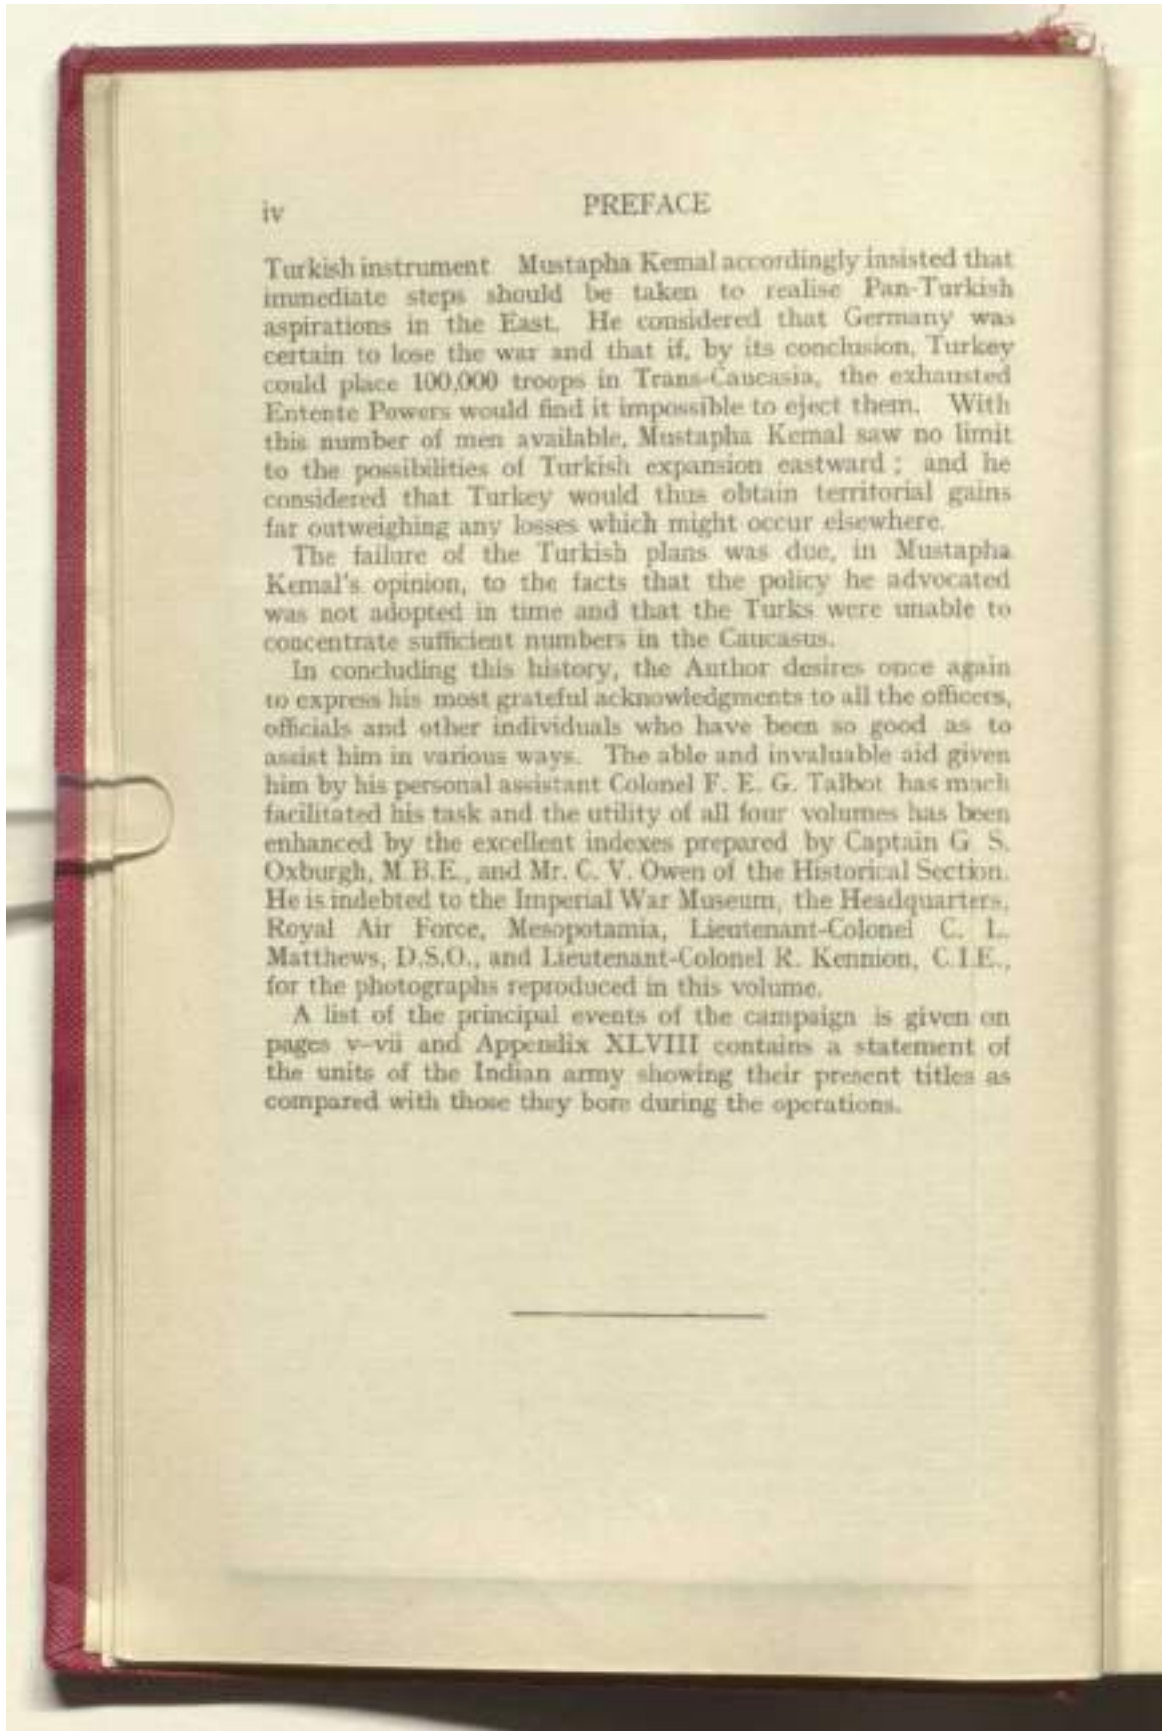 iv
PREFACE
Turkish instrument Mustapha Kemal accordingly insisted that
immediate steps should be taken to realise Pan-Turkish
aspirations in the East. He considered that Germany was
certain to lose the war and that if, by its conclusion, Turkey
could place 100,000 troops in Trans-Caucasia, the exhausted
Entente Powers would find it impossible to eject them. With
this number of men available, Mustapha Kemal saw no limit
to the possibilities of Turkish expansion eastward ; and he
considered that Turkey would thus obtain territorial gains
far outweighing any losses which might occur elsewhere.
The failure of the Turkish plans was due, in Mustapha
Kemal's opinion, to the facts that the policy he advocated
was not adopted in time and that the Turks were unable to
concentrate sufficient numbers in the Caucasus.
In concluding this history, the Author desires once again
to express his most grateful acknowledgments to all the officers,
officials and other individuals who have been so good as to
assist him in various ways. The able and invaluable aid given
him by his personal assistant Colonel F. E. G. Talbot has much
facilitated his task and the utility of all four volumes has been
enhanced by the excellent indexes prepared by Captain G S.
Oxburgh, M.B.E., and Mr. C. V. Owen of the Historical Section.
He is indebted to the Imperial War Museum, the Headquarters,
Royal Air Force, Mesopotamia, Lieutenant-Colonel C. L.
Matthews, D.S.O., and Lieutenant-Colonel R. Kennion, C.I.E.,
for the photographs reproduced in this volume.
A list of the principal events of the campaign is given on
pages v–vii and Appendix XLVIII contains a statement of
the units of the Indian army showing their present titles as
compared with those they bore during the operations.